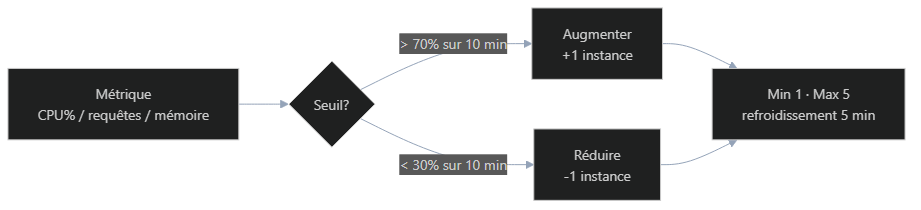 Métrique
CPU% / requêtes / mémoire
Seuil?
> 70% sur 10 min
Augmenter
+1 instance
< 30% sur 10 min
Réduire
-1 instance
Min 1 · Max 5
refroidissement 5 min